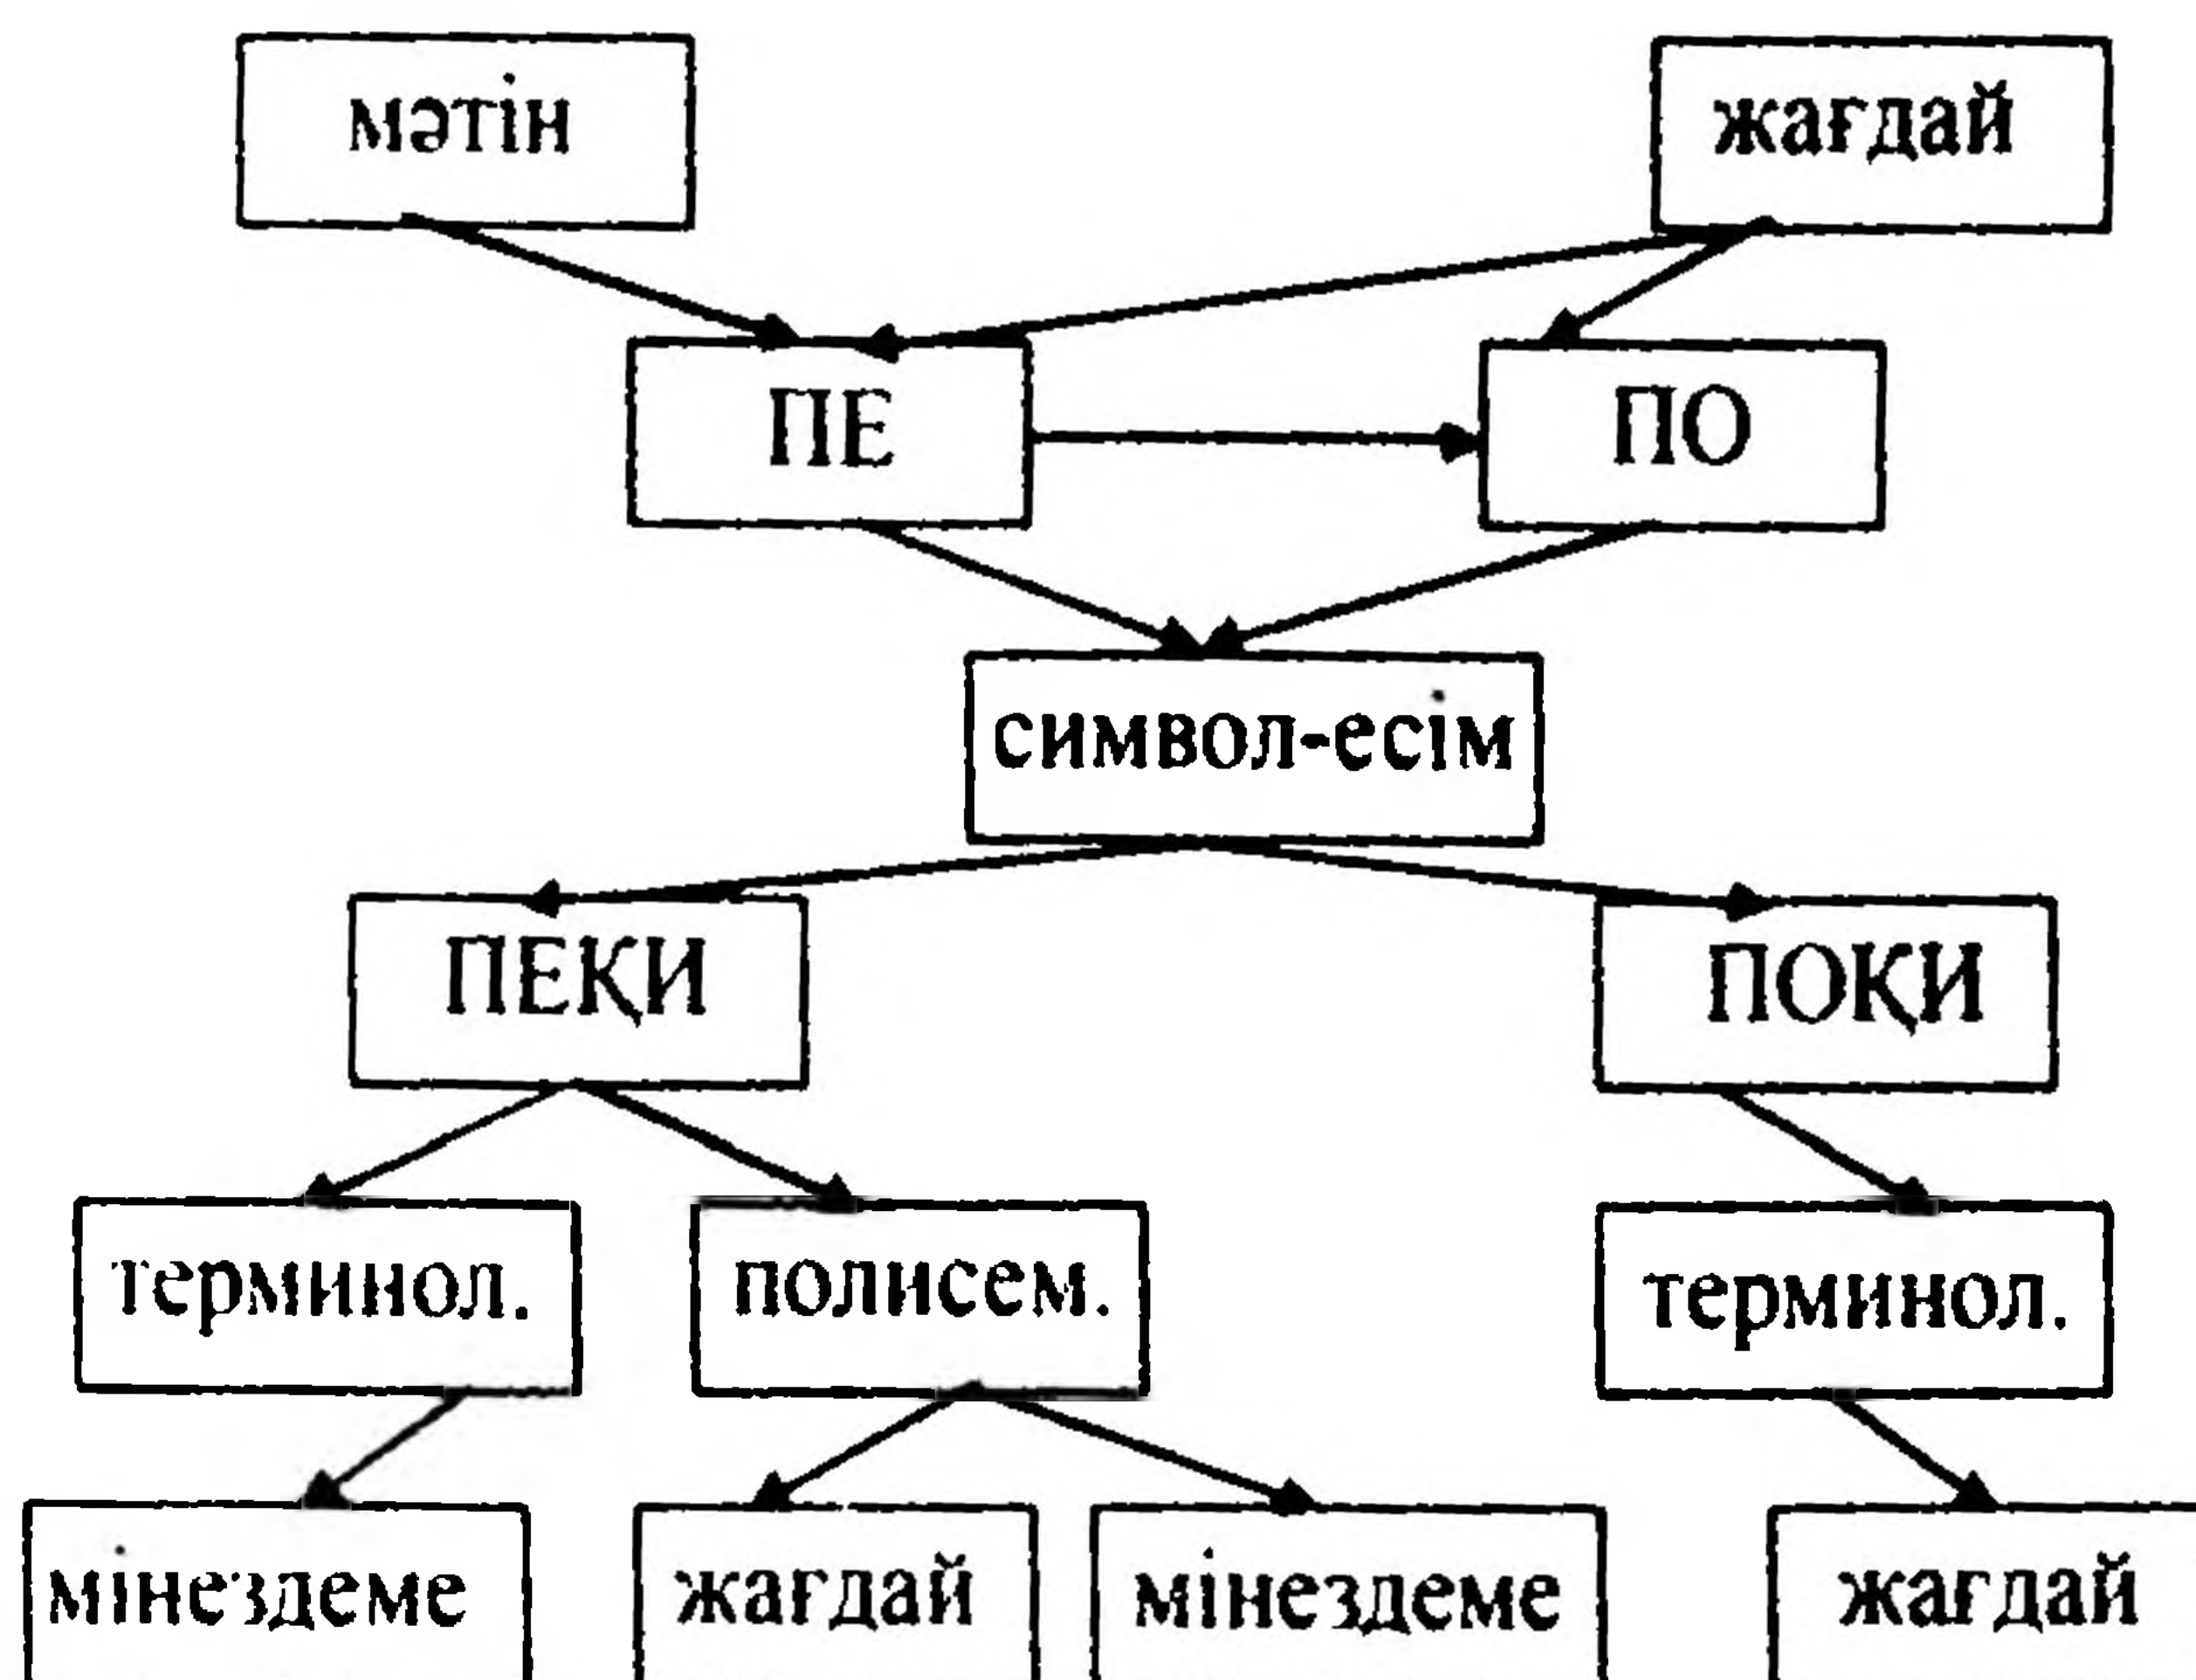 мәтін
жағдай
ПЕ
ПО
символ-есім
ПЕҚИ
ПОҚИ
терминол.
полисем.
терминол.
мінездеме
жағдай
мінездеме
жағдай